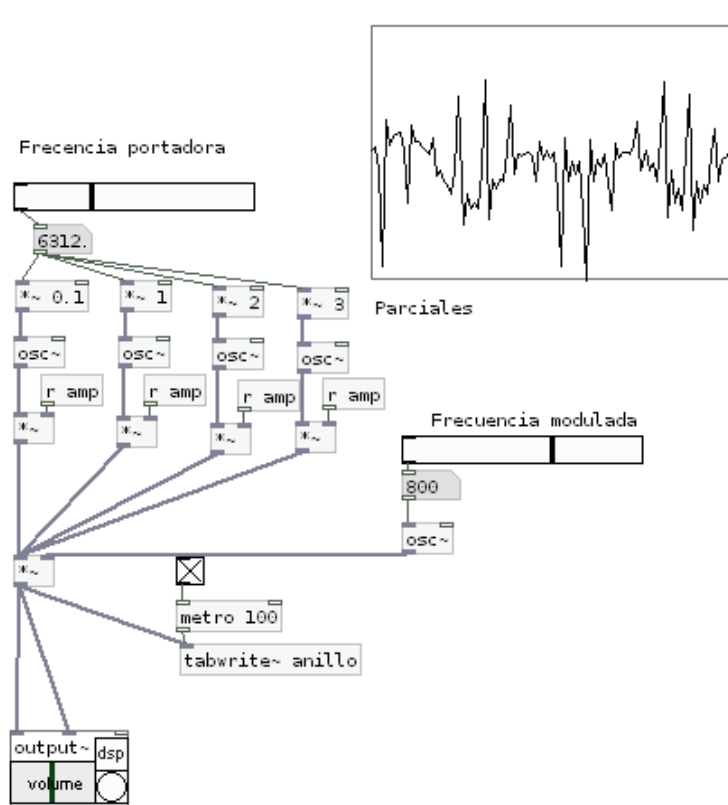 Frecencia portadora
6312.
*~ 0.1
*~ 1
*~ 2
*~ 3
Parciales
osc~
osc~
osc~
osc~
r amp
r amp
r amp
r amp
*~
*~
*~
*~
Frecuencia modulada
800
osc~
*~
metro 100
tabwrite~ anillo
output~
dsp
volume